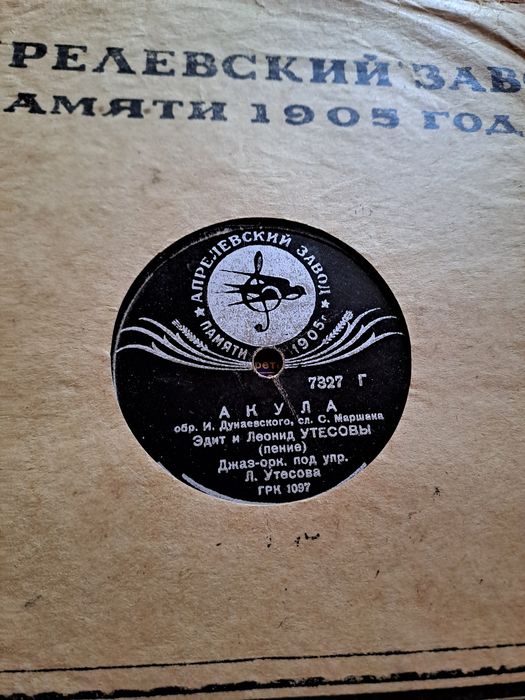 РЕЛЕВСКИЙ ЗАВ
АМЯТИ 1905 ГОД
АПРЕЛЕВСКИЙ ЗАВОД
ПАМЯТИ 1905г
7327 Г
АКУЛА
обр. И. Дунаевского, сл. С. Маршака
Эдит и Леонид УТЕСОВЫ
(пение)
Джаз-орк. под упр.
Л. Утесова
ГРК 1097